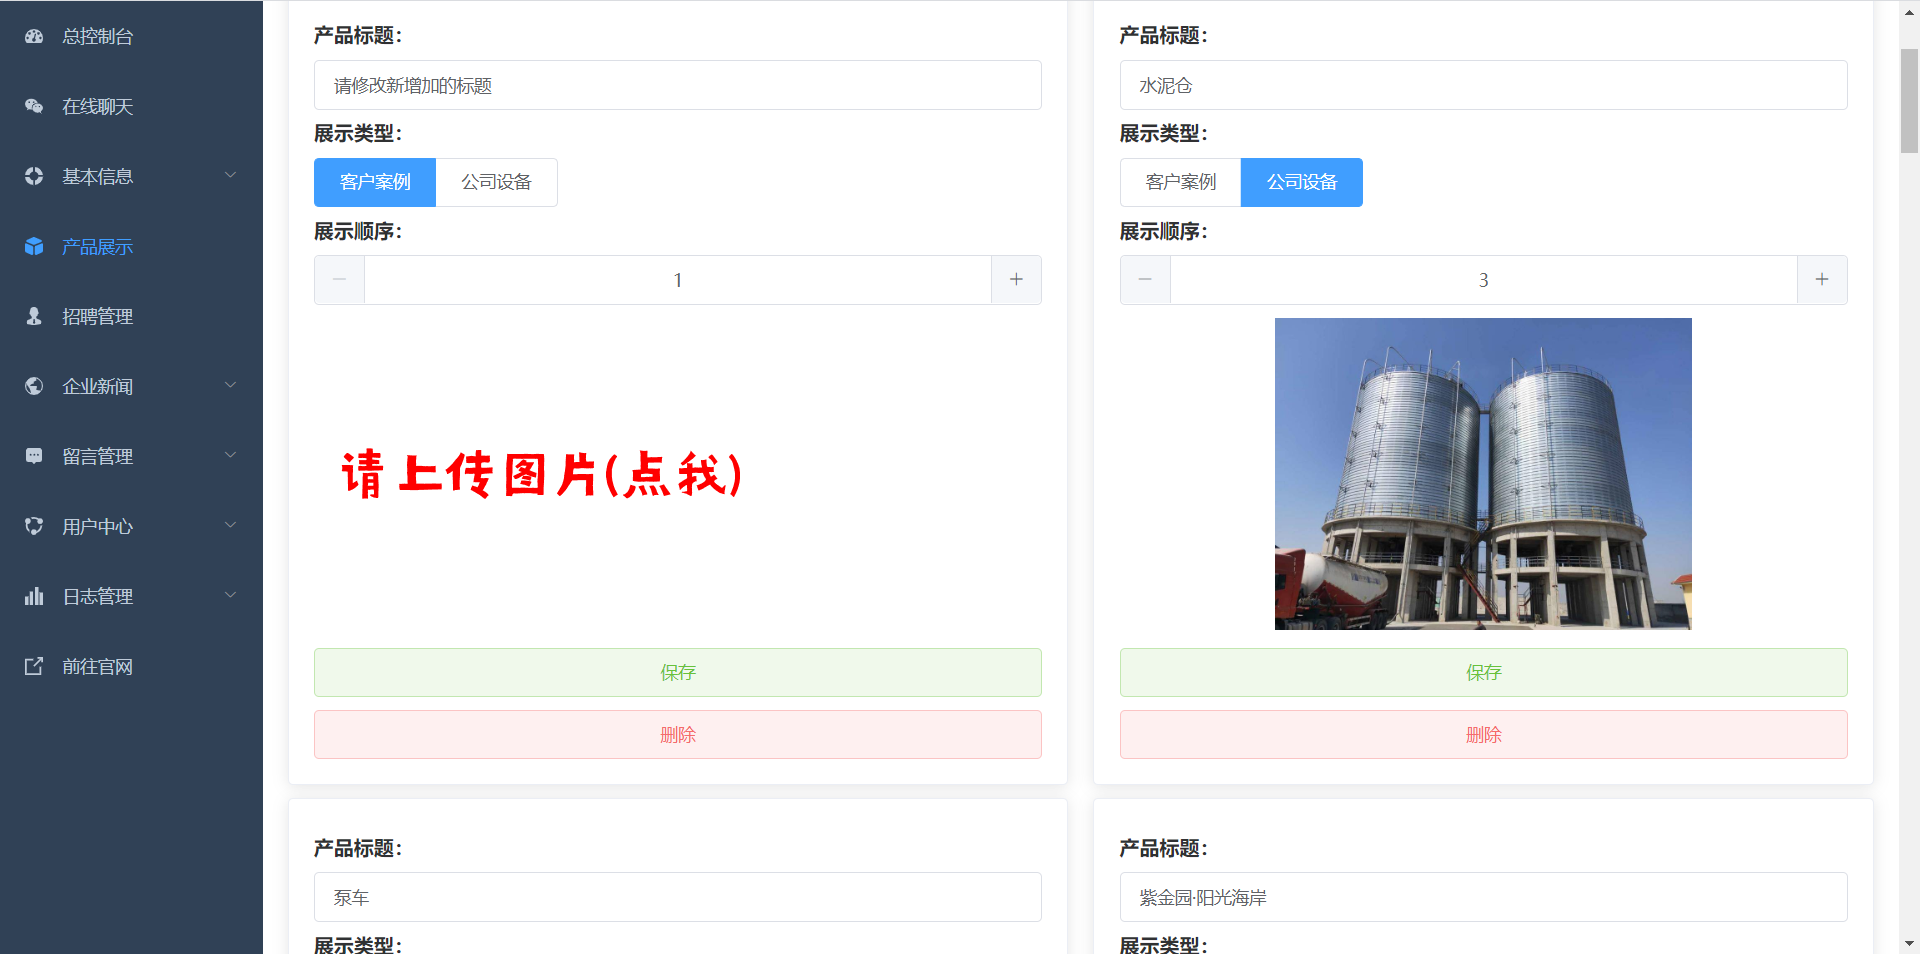 总控制台
在线聊天
基本信息
产品展示
招聘管理
企业新闻
留言管理
用户中心
日志管理
前往官网
产品标题：
请修改新增加的标题
展示类型：
客户案例 公司设备
展示顺序：
1
请上传图片(点我)
保存
删除
产品标题：
水泥仓
展示类型：
客户案例 公司设备
展示顺序：
3
保存
删除
产品标题：
泵车
展示类型：
产品标题：
紫金园·阳光海岸
展示类型：